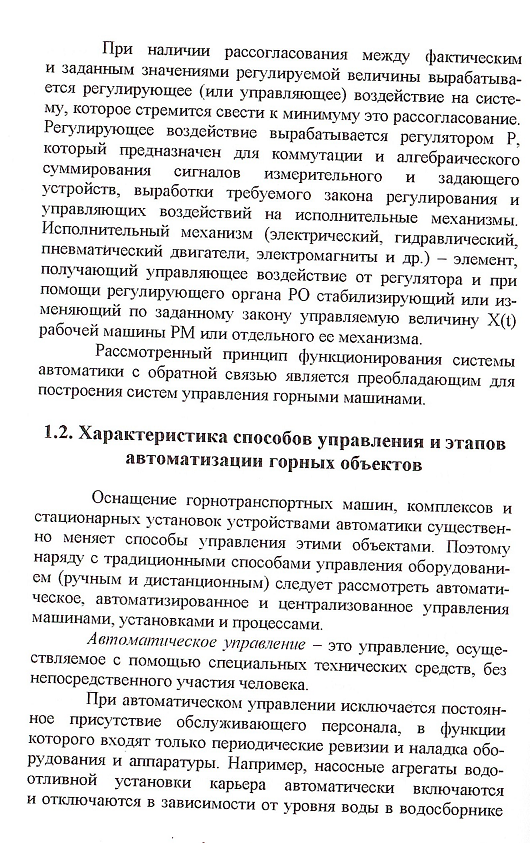 При наличии рассогласования между фактическим
и заданным значениями регулируемой величины вырабатыва-
ется регулирующее (или управляющее) воздействие на систе-
му, которое стремится свести к минимуму это рассогласование.
Регулирующее воздействие вырабатывается регулятором Р,
который предназначен для коммутации и алгебраического
суммирования сигналов измерительного и задающего
устройств, выработки требуемого закона регулирования и
управляющих воздействий на исполнительные механизмы.
Исполнительный механизм (электрический, гидравлический,
пневматический двигатели, электромагниты и др.) – элемент,
получающий управляющее воздействие от регулятора и при
помощи регулирующего органа РО стабилизирующий или из-
меняющий по заданному закону управляемую величину X(t)
рабочей машины РМ или отдельного ее механизма.
Рассмотренный принцип функционирования системы
автоматики с обратной связью является преобладающим для
построения систем управления горными машинами.
1.2. Характеристика способов управления и этапов
автоматизации горных объектов
Оснащение горнотранспортных машин, комплексов и
стационарных установок устройствами автоматики существен-
но меняет способы управления этими объектами. Поэтому
наряду с традиционными способами управления оборудовани-
ем (ручным и дистанционным) следует рассмотреть автомати-
ческое, автоматизированное и централизованное управления
машинами, установками и процессами.
Автоматическое управление – это управление, осуще-
ствляемое с помощью специальных технических средств, без
непосредственного участия человека.
При автоматическом управлении исключается постоян-
ное присутствие обслуживающего персонала, в функции
которого входят только периодические ревизии и наладка обо-
рудования и аппаратуры. Например, насосные агрегаты водо-
отливной установки карьера автоматически включаются
и отключаются в зависимости от уровня воды в водосборнике